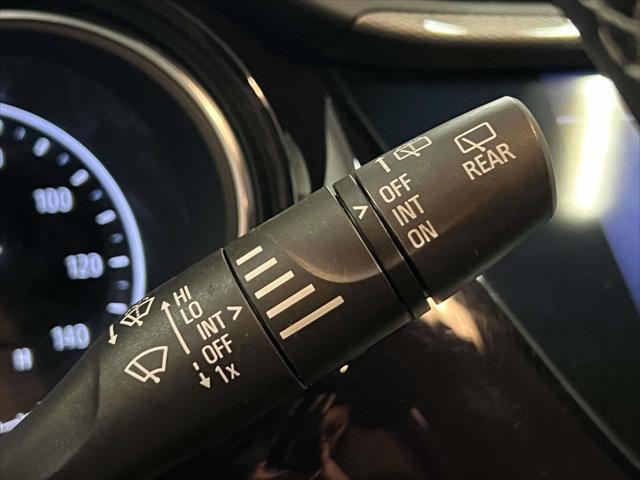 100
120
140
H
HI
LO
INT
OFF
1x
OFF
INT
ON
REAR